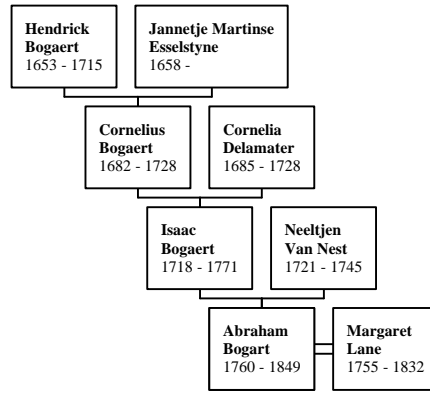 Hendrick
Bogaert
1653 - 1715
Jannetje Martinse
Esselstyne
1658 -
Cornelius
Bogaert
1682 - 1728
Cornelia
Delamater
1685 - 1728
Isaac
Bogaert
1718 - 1771
Neeltjen
Van Nest
1721 - 1745
Abraham
Bogart
1760 - 1849
Margaret
Lane
1755 - 1832